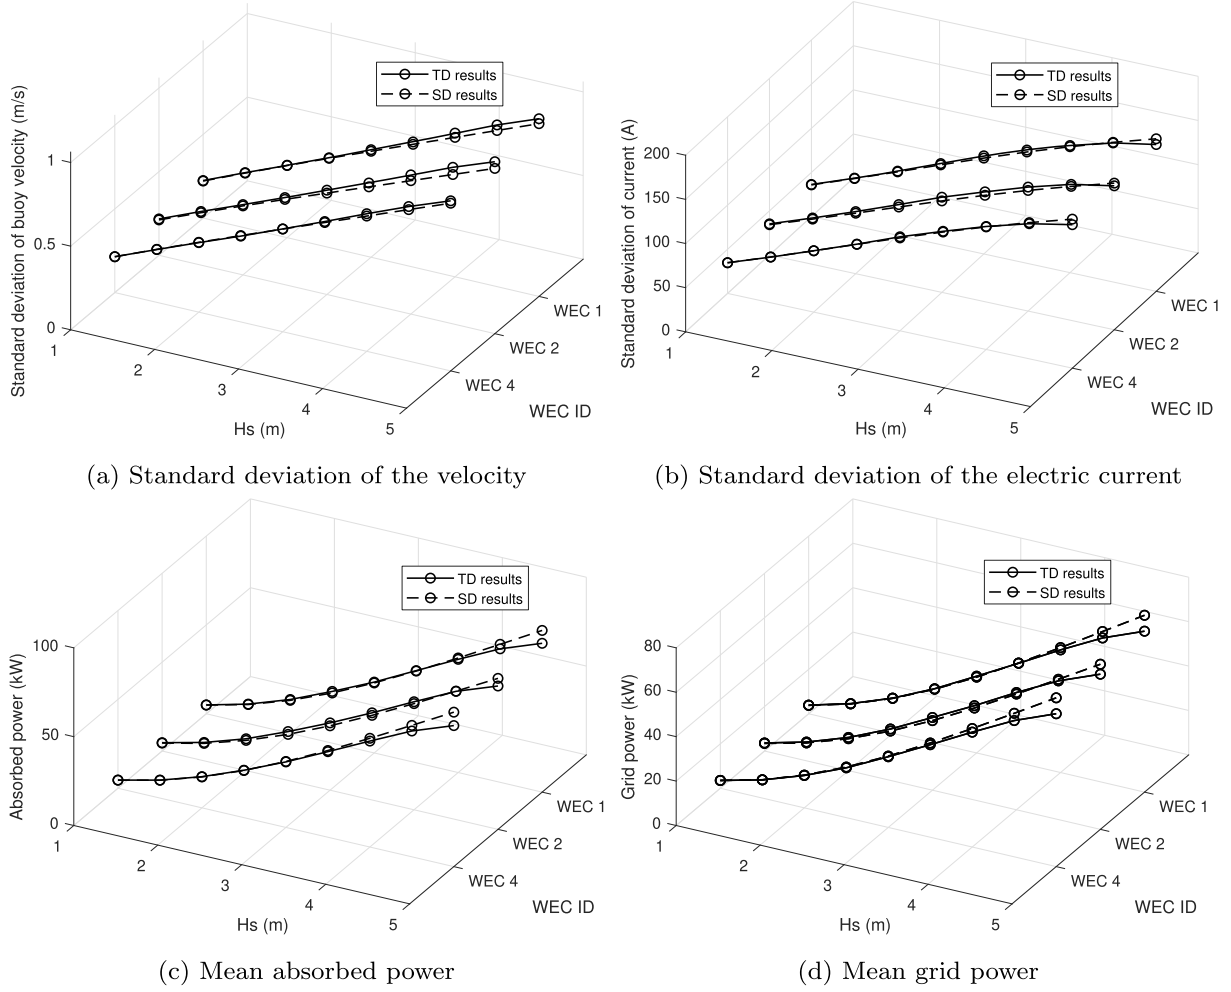 TD results
SD results
Standard deviation of buoy velocity (m/s)
1
0.5
0
1
2
3
4
5
Hs (m)
WEC 1
WEC 2
WEC 4
WEC ID
(a) Standard deviation of the velocity
TD results
SD results
Standard deviation of current (A)
200
150
100
50
0
1
2
3
4
5
Hs (m)
WEC 1
WEC 2
WEC 4
WEC ID
(b) Standard deviation of the electric current
TD results
SD results
Absorbed power (kW)
100
50
0
1
2
3
4
5
Hs (m)
WEC 1
WEC 2
WEC 4
WEC ID
(c) Mean absorbed power
TD results
SD results
Grid power (kW)
80
60
40
20
0
1
2
3
4
5
Hs (m)
WEC 1
WEC 2
WEC 4
WEC ID
(d) Mean grid power